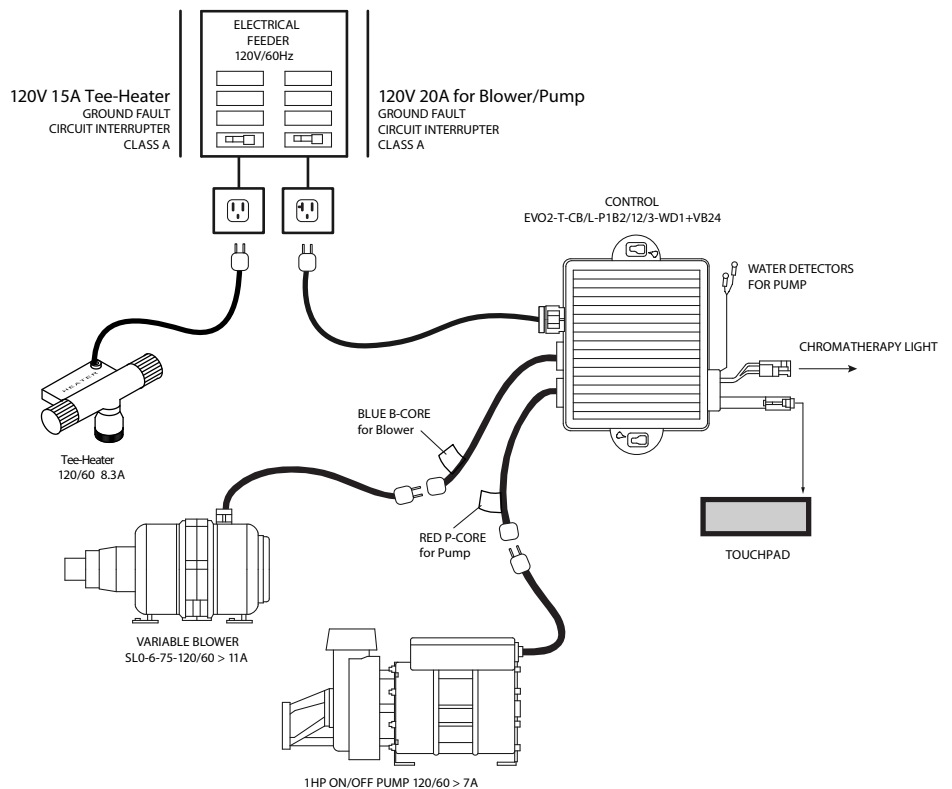 ELECTRICAL
FEEDER
120V/60Hz
120V 15A Tee-Heater
GROUND FAULT
CIRCUIT INTERRUPTER
CLASS A
120V 20A for Blower/Pump
GROUND FAULT
CIRCUIT INTERRUPTER
CLASS A
CONTROL
EVO2-T-CB/L-P1B2/12/3-WD1+VB24
WATER DETECTORS
FOR PUMP
CHROMATHERAPY LIGHT
HEATER
Tee-Heater
120/60 8.3A
BLUE B-CORE
for Blower
RED P-CORE
for Pump
TOUCHPAD
VARIABLE BLOWER
SL0-6-75-120/60 > 11A
1HP ON/OFF PUMP 120/60 > 7A